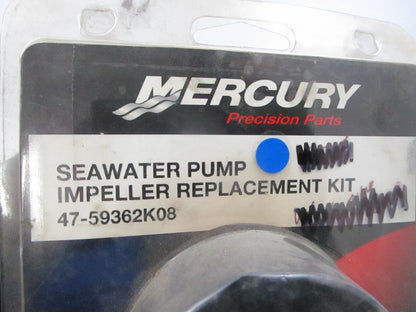 MERCURY
Precision Parts
SEAWATER PUMP
IMPELLER REPLACEMENT KIT
47-59362K08